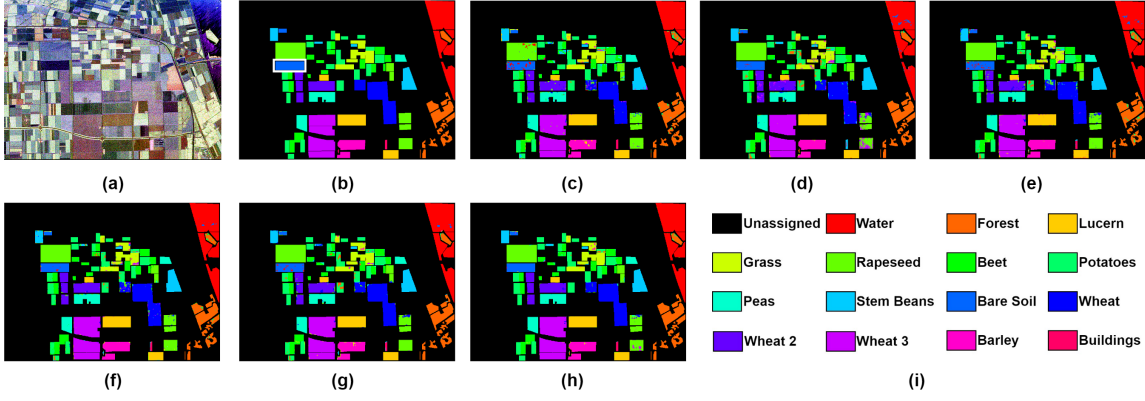 (a) (b) (c) (d) (e)
Unassigned Water Forest Lucern
Grass Rapeseed Beet Potatoes
Peas Stem Beans Bare Soil Wheat
Wheat 2 Wheat 3 Barley Buildings
(f) (g) (h) (i)